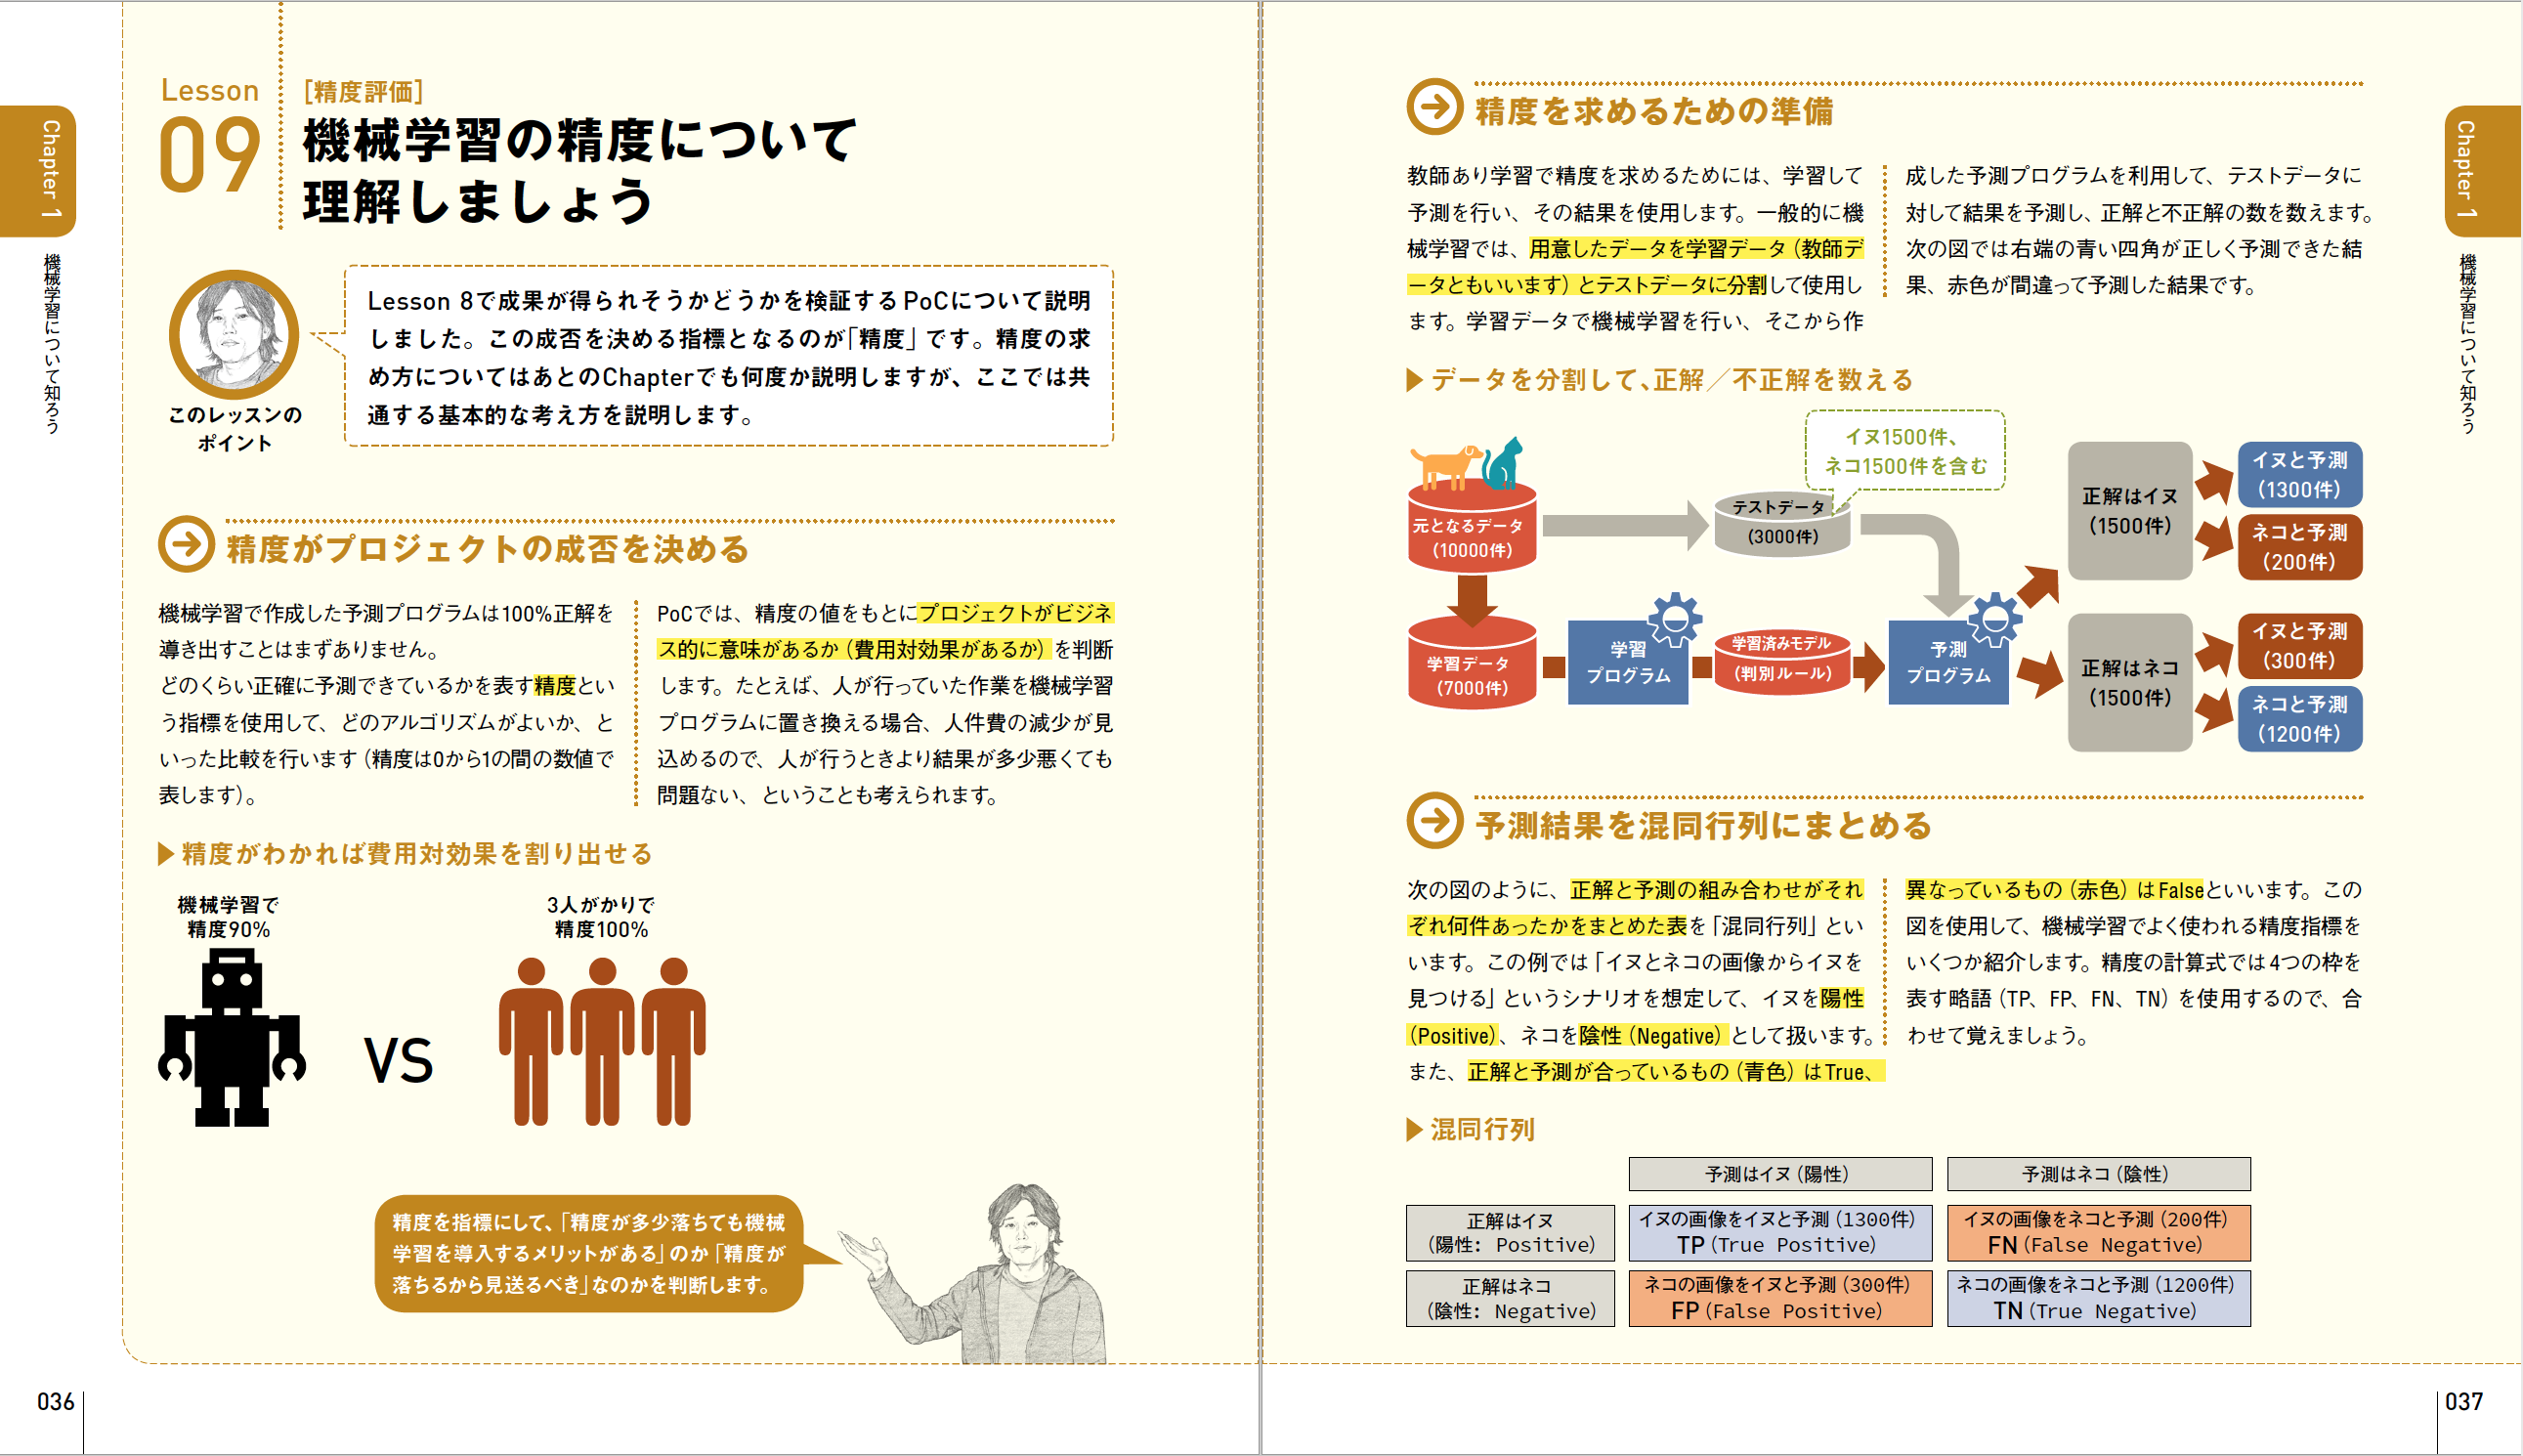 Chapter 1
機械学習について知ろう
Lesson
09
[精度評価]
機械学習の精度について
理解しましょう
このレッスンの
ポイント
Lesson 8で成果が得られそうかどうかを検証するPoCについて説明
しました。この成否を決める指標となるのが「精度」です。精度の求
め方についてはあとのChapterでも何度か説明しますが、ここでは共
通する基本的な考え方を説明します。
精度がプロジェクトの成否を決める
機械学習で作成した予測プログラムは100%正解を
導き出すことはまずありません。
どのくらい正確に予測できているかを表す精度とい
う指標を使用して、どのアルゴリズムがよいか、と
いった比較を行います（精度は0から1の間の数値で
表します）。
PoCでは、精度の値をもとにプロジェクトがビジネ
ス的に意味があるか（費用対効果があるか）を判断
します。たとえば、人が行っていた作業を機械学習
プログラムに置き換える場合、人件費の減少が見
込めるので、人が行うときより結果が多少悪くても
問題ない、ということも考えられます。
精度がわかれば費用対効果を割り出せる
機械学習で
精度90%
VS
3人がかりで
精度100%
精度を指標にして、「精度が多少落ちても機械
学習を導入するメリットがある」のか「精度が
落ちるから見送るべき」なのかを判断します。
036
精度を求めるための準備
教師あり学習で精度を求めるためには、学習して
予測を行い、その結果を使用します。一般的に機
械学習では、用意したデータを学習データ（教師デ
ータともいいます）とテストデータに分割して使用し
ます。学習データで機械学習を行い、そこから作
成した予測プログラムを利用して、テストデータに
対して結果を予測し、正解と不正解の数を数えます。
次の図では右端の青い四角が正しく予測できた結
果、赤色が間違って予測した結果です。
データを分割して、正解／不正解を数える
元となるデータ
（10000件）
テストデータ
（3000件）
イヌ1500件、
ネコ1500件を含む
学習データ
（7000件）
学習
プログラム
学習済みモデル
（判別ルール）
予測
プログラム
正解はイヌ
（1500件）
イヌと予測
（1300件）
ネコと予測
（200件）
正解はネコ
（1500件）
イヌと予測
（300件）
ネコと予測
（1200件）
予測結果を混同行列にまとめる
次の図のように、正解と予測の組み合わせがそれ
ぞれ何件あったかをまとめた表を「混同行列」とい
います。この例では「イヌとネコの画像からイヌを
見つける」というシナリオを想定して、イヌを陽性
（Positive）、ネコを陰性（Negative）として扱います。
また、正解と予測が合っているもの（青色）はTrue、
異なっているもの（赤色）はFalseといいます。この
図を使用して、機械学習でよく使われる精度指標を
いくつか紹介します。精度の計算式では4つの枠を
表す略語（TP、FP、FN、TN）を使用するので、合
わせて覚えましょう。
混同行列
予測はイヌ（陽性）
予測はネコ（陰性）
正解はイヌ
（陽性: Positive）
イヌの画像をイヌと予測（1300件）
TP（True Positive）
イヌの画像をネコと予測（200件）
FN（False Negative）
正解はネコ
（陰性: Negative）
ネコの画像をイヌと予測（300件）
FP（False Positive）
ネコの画像をネコと予測（1200件）
TN（True Negative）
Chapter 1
機械学習について知ろう
037